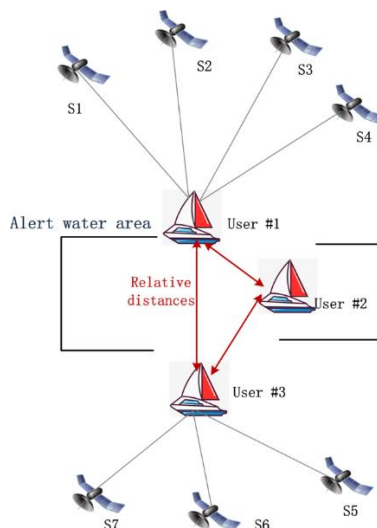 S1
S2
S3
S4
User #1
Alert water area
Relative
distances
User #2
User #3
S7
S6
S5